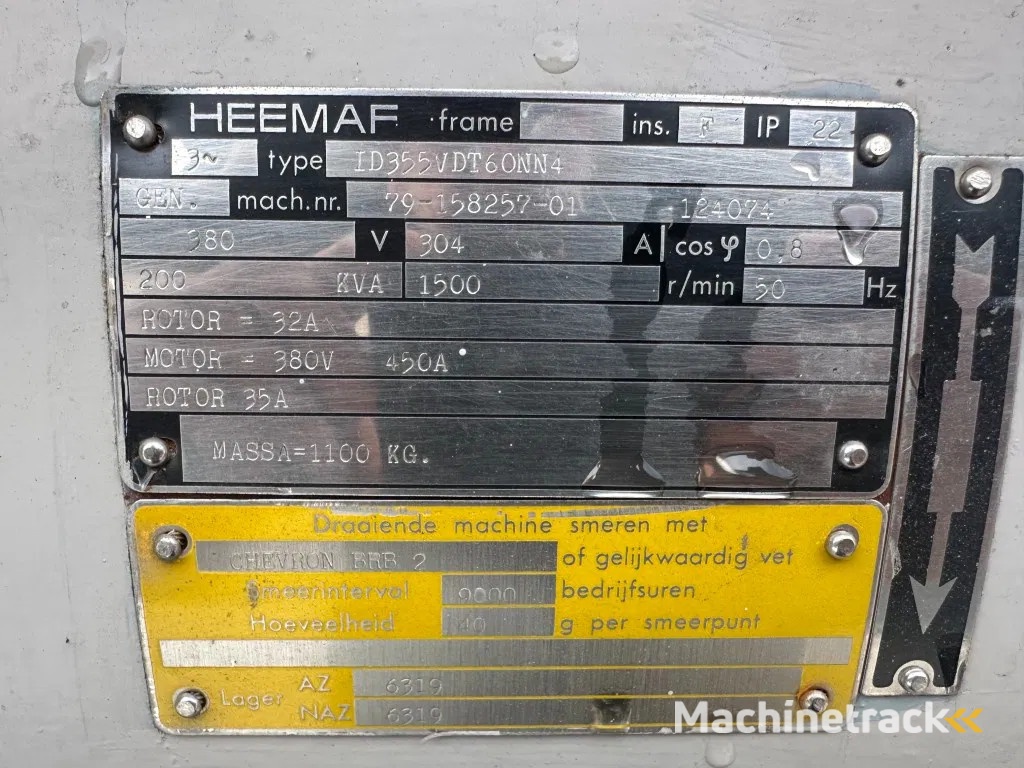 HEEMAF frame ins. F IP 22
3~ type ID355VDT60NN4
GEN. mach.nr. 79-158257-01 124074
380 V 304 A cos φ 0,8
200 KVA 1500 r/min 50 Hz
ROTOR = 32A
MOTOR = 380V 450A
ROTOR 35A
MASSA=1100 KG.
Draaiende machine smeren met
CHEVRON BRB 2 of gelijkwaardig vet
Smeerinterval 9000 bedrijfsuren
Hoeveelheid 40 g per smeerpunt
Lager AZ 6319
NAZ 6319
Machinetrack